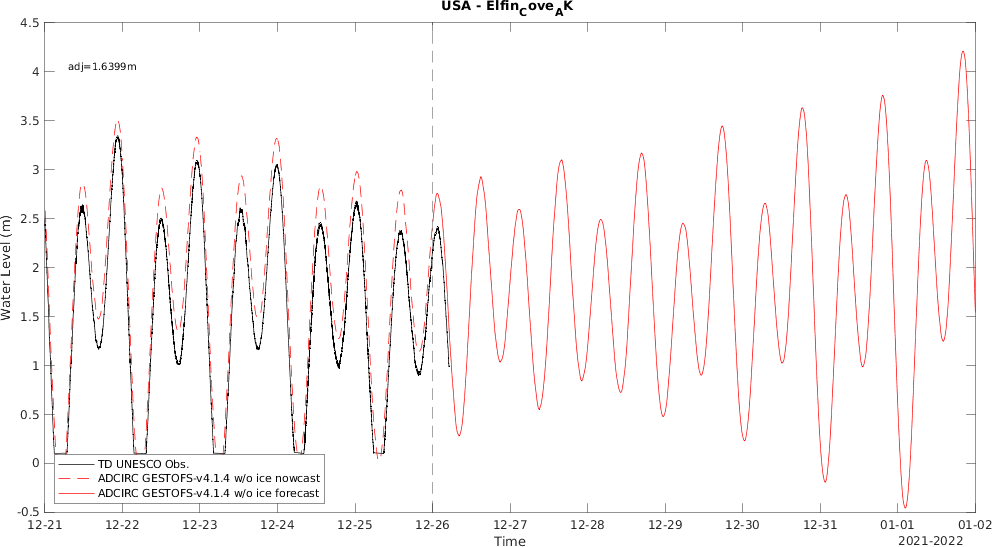 USA - Elfin_Cove_AK
4.5
4
3.5
3
2.5
2
1.5
1
0.5
0
-0.5
Water Level (m)
adj=1.6399m
TD UNESCO Obs.
ADCIRC GESTOFS-v4.1.4 w/o ice nowcast
ADCIRC GESTOFS-v4.1.4 w/o ice forecast
12-21 12-22 12-23 12-24 12-25 12-26 12-27 12-28 12-29 12-30 12-31 01-01 01-02
Time
2021-2022